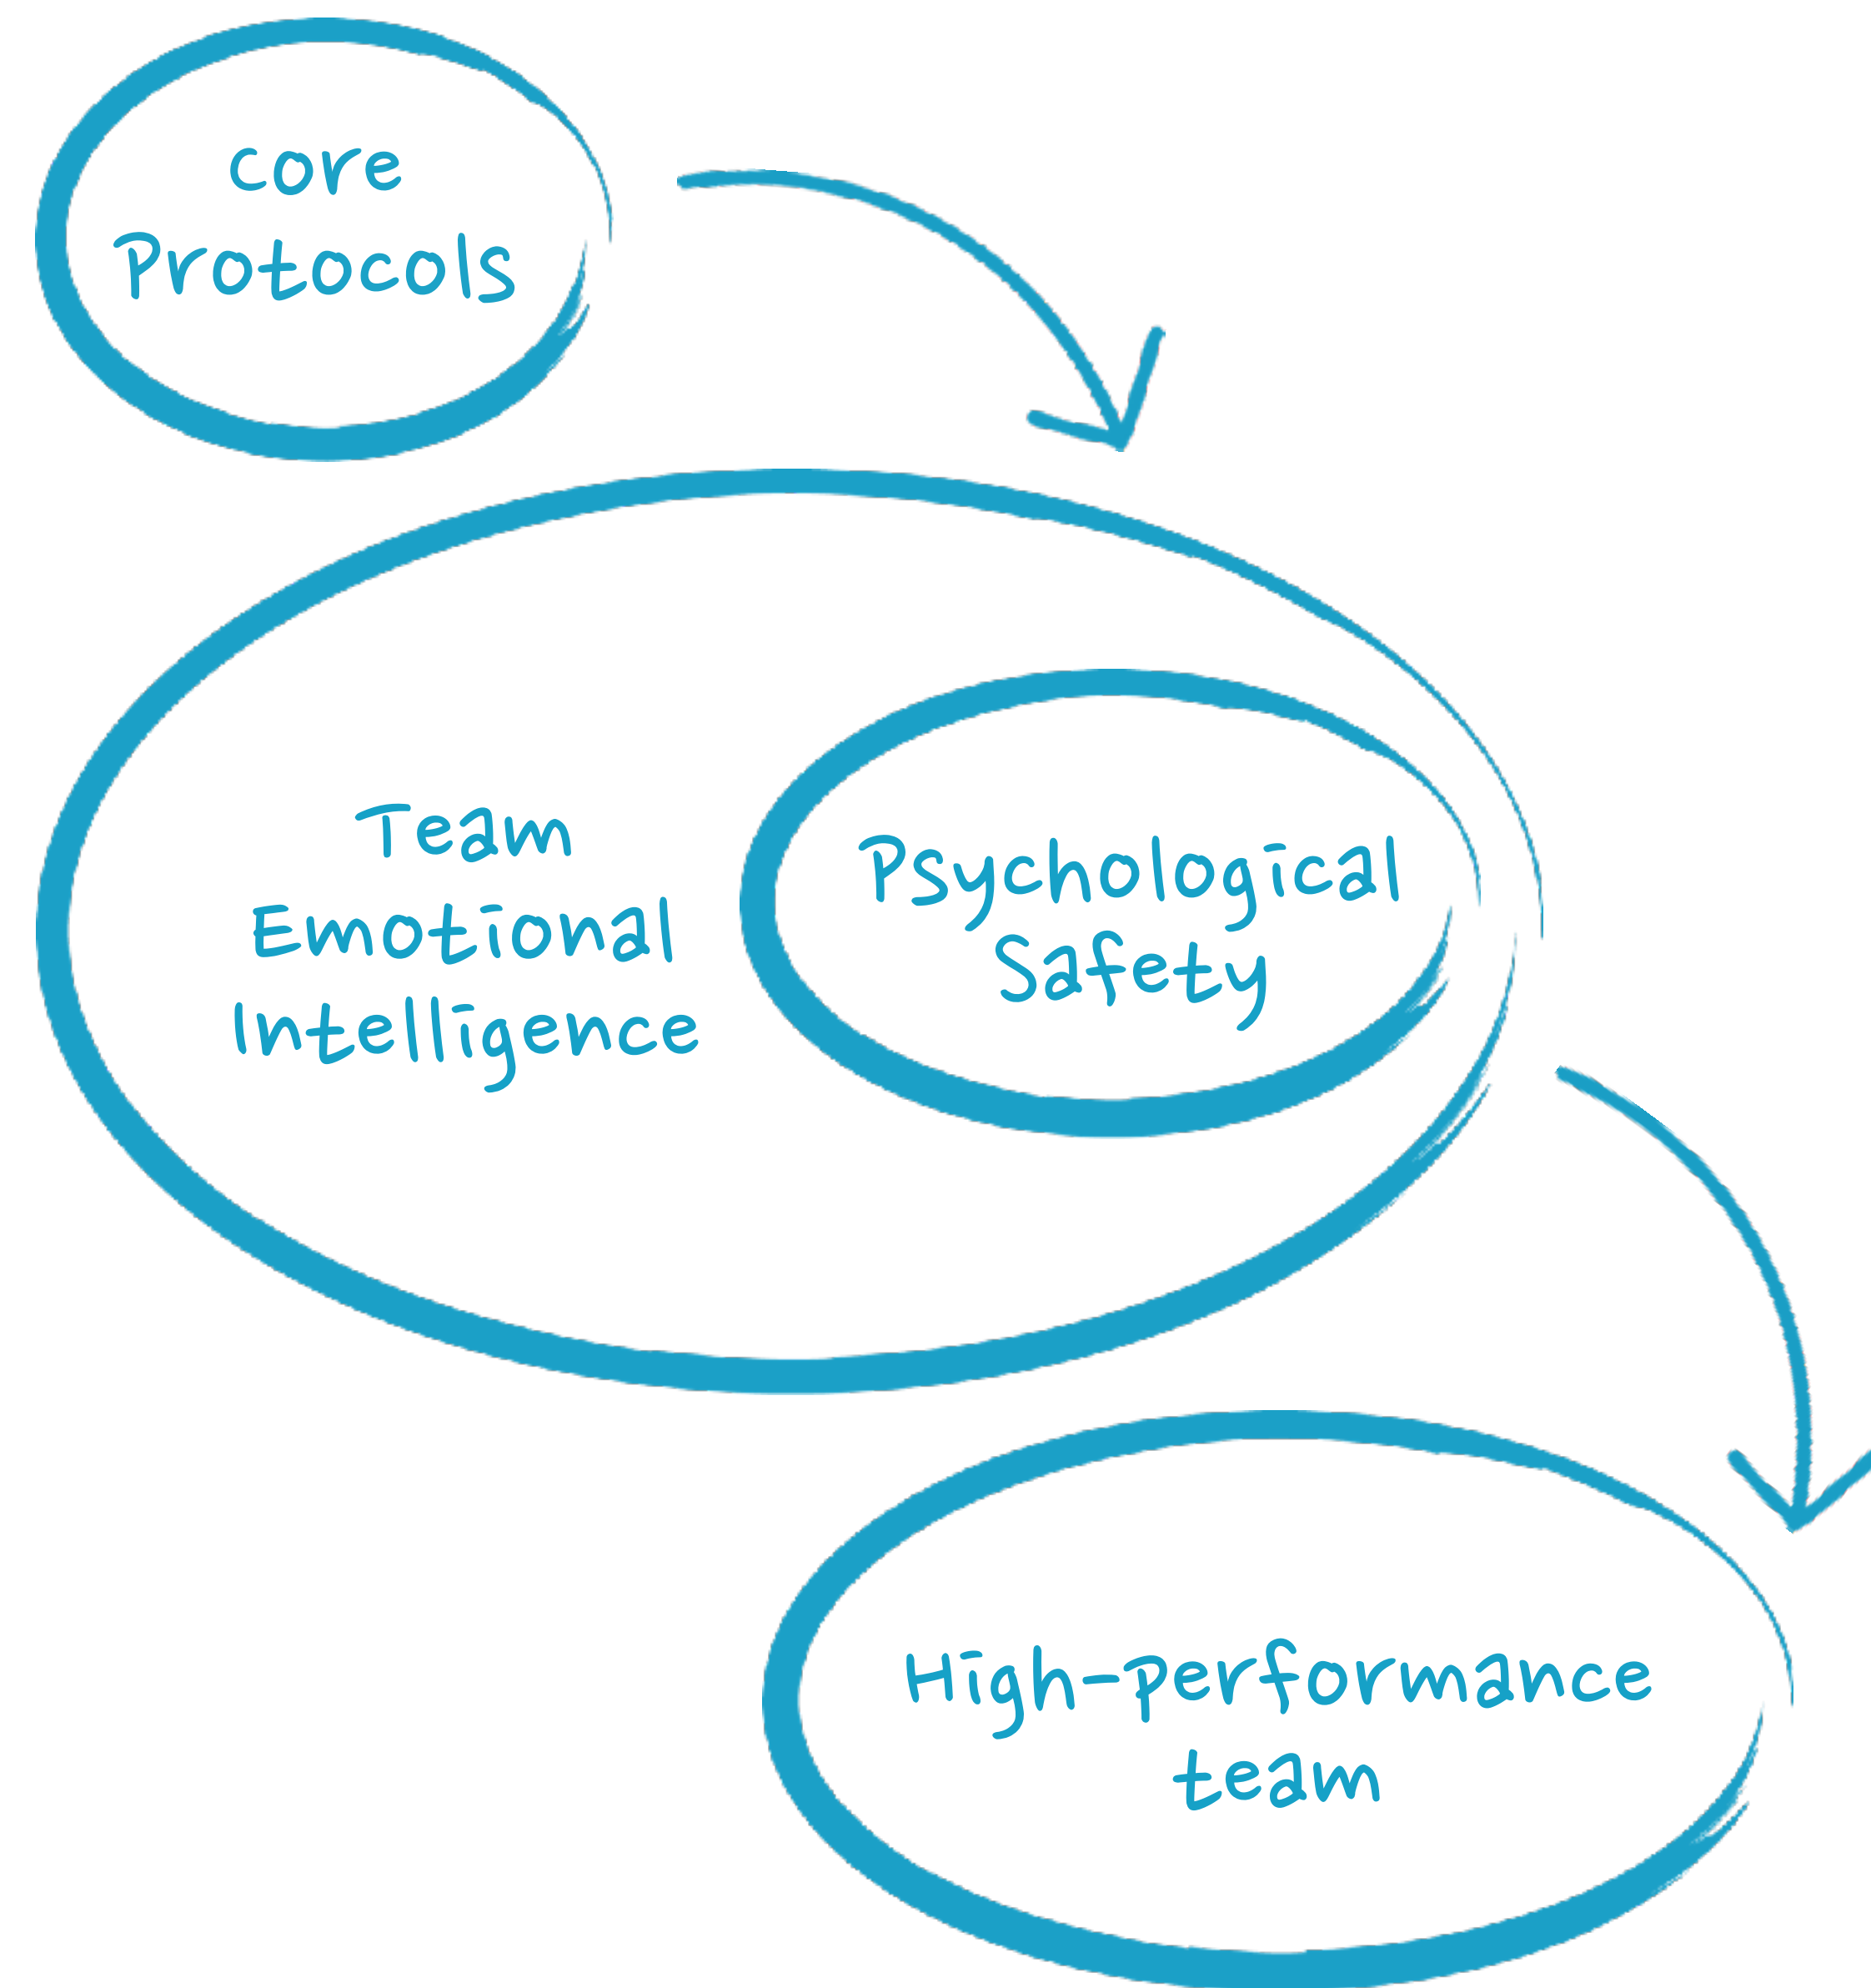 core
Protocols
Team
Emotional
Intelligence
Psychological
Safety
High-performance
team